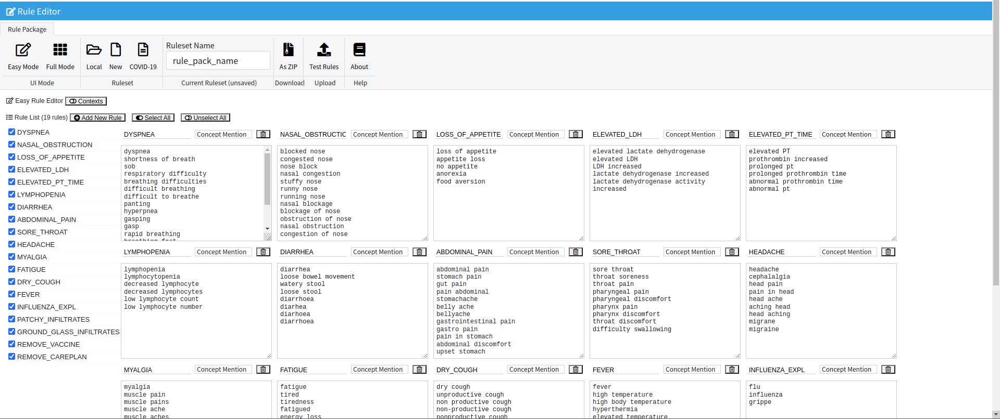 Rule Editor
Rule Package
Easy Mode
Full Mode
UI Mode
Local
New
COVID-19
Ruleset
Ruleset Name
rule_pack_name
Current Ruleset (unsaved)
As ZIP
Download
Test Rules
Upload
About
Help
Easy Rule Editor Contexts
Rule List (19 rules) Add New Rule Select All Unselect All
DYSPNEA
NASAL_OBSTRUCTION
LOSS_OF_APPETITE
ELEVATED_LDH
ELEVATED_PT_TIME
LYMPHOPENIA
DIARRHEA
ABDOMINAL_PAIN
SORE_THROAT
HEADACHE
MYALGIA
FATIGUE
DRY_COUGH
FEVER
INFLUENZA_EXPL
PATCHY_INFILTRATES
GROUND_GLASS_INFILTRATES
REMOVE_VACCINE
REMOVE_CAREPLAN
DYSPNEA Concept Mention
dyspnea
shortness of breath
sob
respiratory difficulty
breathing difficulties
difficult breathing
difficult to breathe
panting
hyperpnea
gasping
gasp
rapid breathing
breathing fast
NASAL_OBSTRUCTIC Concept Mention
blocked nose
congested nose
nose block
nasal congestion
stuffy nose
runny nose
running nose
nasal blockage
blockage of nose
obstruction of nose
nasal obstruction
congestion of nose
LOSS_OF_APPETITE Concept Mention
loss of appetite
appetite loss
no appetite
anorexia
food aversion
ELEVATED_LDH Concept Mention
elevated lactate dehydrogenase
elevated LDH
LDH increased
lactate dehydrogenase increased
lactate dehydrogenase activity
increased
ELEVATED_PT_TIME Concept Mention
elevated PT
prothrombin increased
prolonged pt
prolonged prothrombin time
abnormal prothrombin time
abnormal pt
LYMPHOPENIA Concept Mention
lymphopenia
lymphocytopenia
decreased lymphocyte
decreased lymphocytes
low lymphocyte count
low lymphocyte number
DIARRHEA Concept Mention
diarrhea
loose bowel movement
watery stool
loose stool
diarrhoea
diarhea
diarhoea
diarrhoea
ABDOMINAL_PAIN Concept Mention
abdominal pain
stomach pain
gut pain
pain abdominal
stomachache
belly ache
bellyache
gastrointestinal pain
gastro pain
pain in stomach
abdominal discomfort
upset stomach
SORE_THROAT Concept Mention
sore throat
throat soreness
throat pain
pharyngeal pain
pharyngeal discomfort
pharynx pain
pharynx discomfort
throat discomfort
difficulty swallowing
HEADACHE Concept Mention
headache
cephalalgia
head pain
pain in head
head ache
aching head
head aching
migrane
migraine
MYALGIA Concept Mention
myalgia
muscle pain
muscle pains
muscle ache
muscle aches
FATIGUE Concept Mention
fatigue
tired
tiredness
fatigued
energy loss
DRY_COUGH Concept Mention
dry cough
unproductive cough
non productive cough
non-productive cough
nonproductive cough
FEVER Concept Mention
fever
high temperature
high body temperature
hyperthermia
elevated temperature
INFLUENZA_EXPL Concept Mention
flu
influenza
grippe